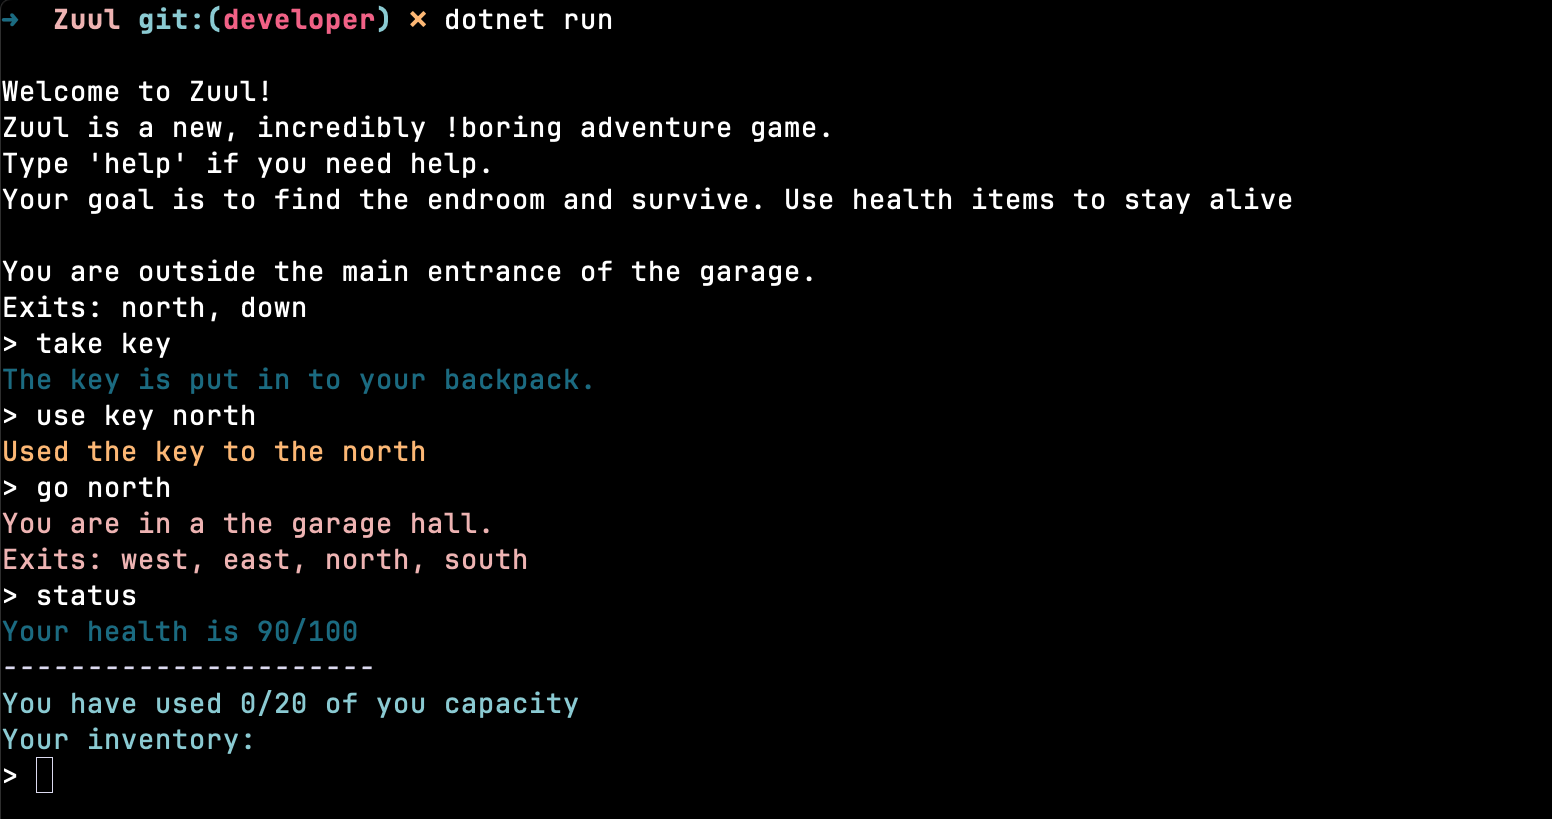 →  Zuul git:(developer) × dotnet run
Welcome to Zuul!
Zuul is a new, incredibly !boring adventure game.
Type 'help' if you need help.
Your goal is to find the endroom and survive. Use health items to stay alive
You are outside the main entrance of the garage.
Exits: north, down
> take key
The key is put in to your backpack.
> use key north
Used the key to the north
> go north
You are in a the garage hall.
Exits: west, east, north, south
> status
Your health is 90/100
----------------------
You have used 0/20 of you capacity
Your inventory:
>